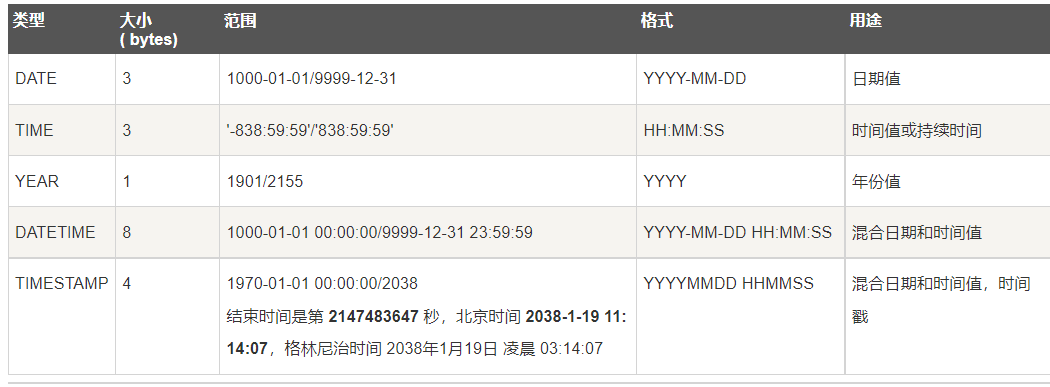 类型 大小 范围 格式 用途
( bytes)
DATE 3 1000-01-01/9999-12-31 YYYY-MM-DD 日期值
TIME 3 '-838:59:59'/'838:59:59' HH:MM:SS 时间值或持续时间
YEAR 1 1901/2155 YYYY 年份值
DATETIME 8 1000-01-01 00:00:00/9999-12-31 23:59:59 YYYY-MM-DD HH:MM:SS 混合日期和时间值
TIMESTAMP 4 1970-01-01 00:00:00/2038 YYYYMMDD HHMMSS 混合日期和时间值，时间
结束时间是第 2147483647 秒，北京时间 2038-1-19 11: 戳
14:07，格林尼治时间 2038年1月19日 凌晨 03:14:07